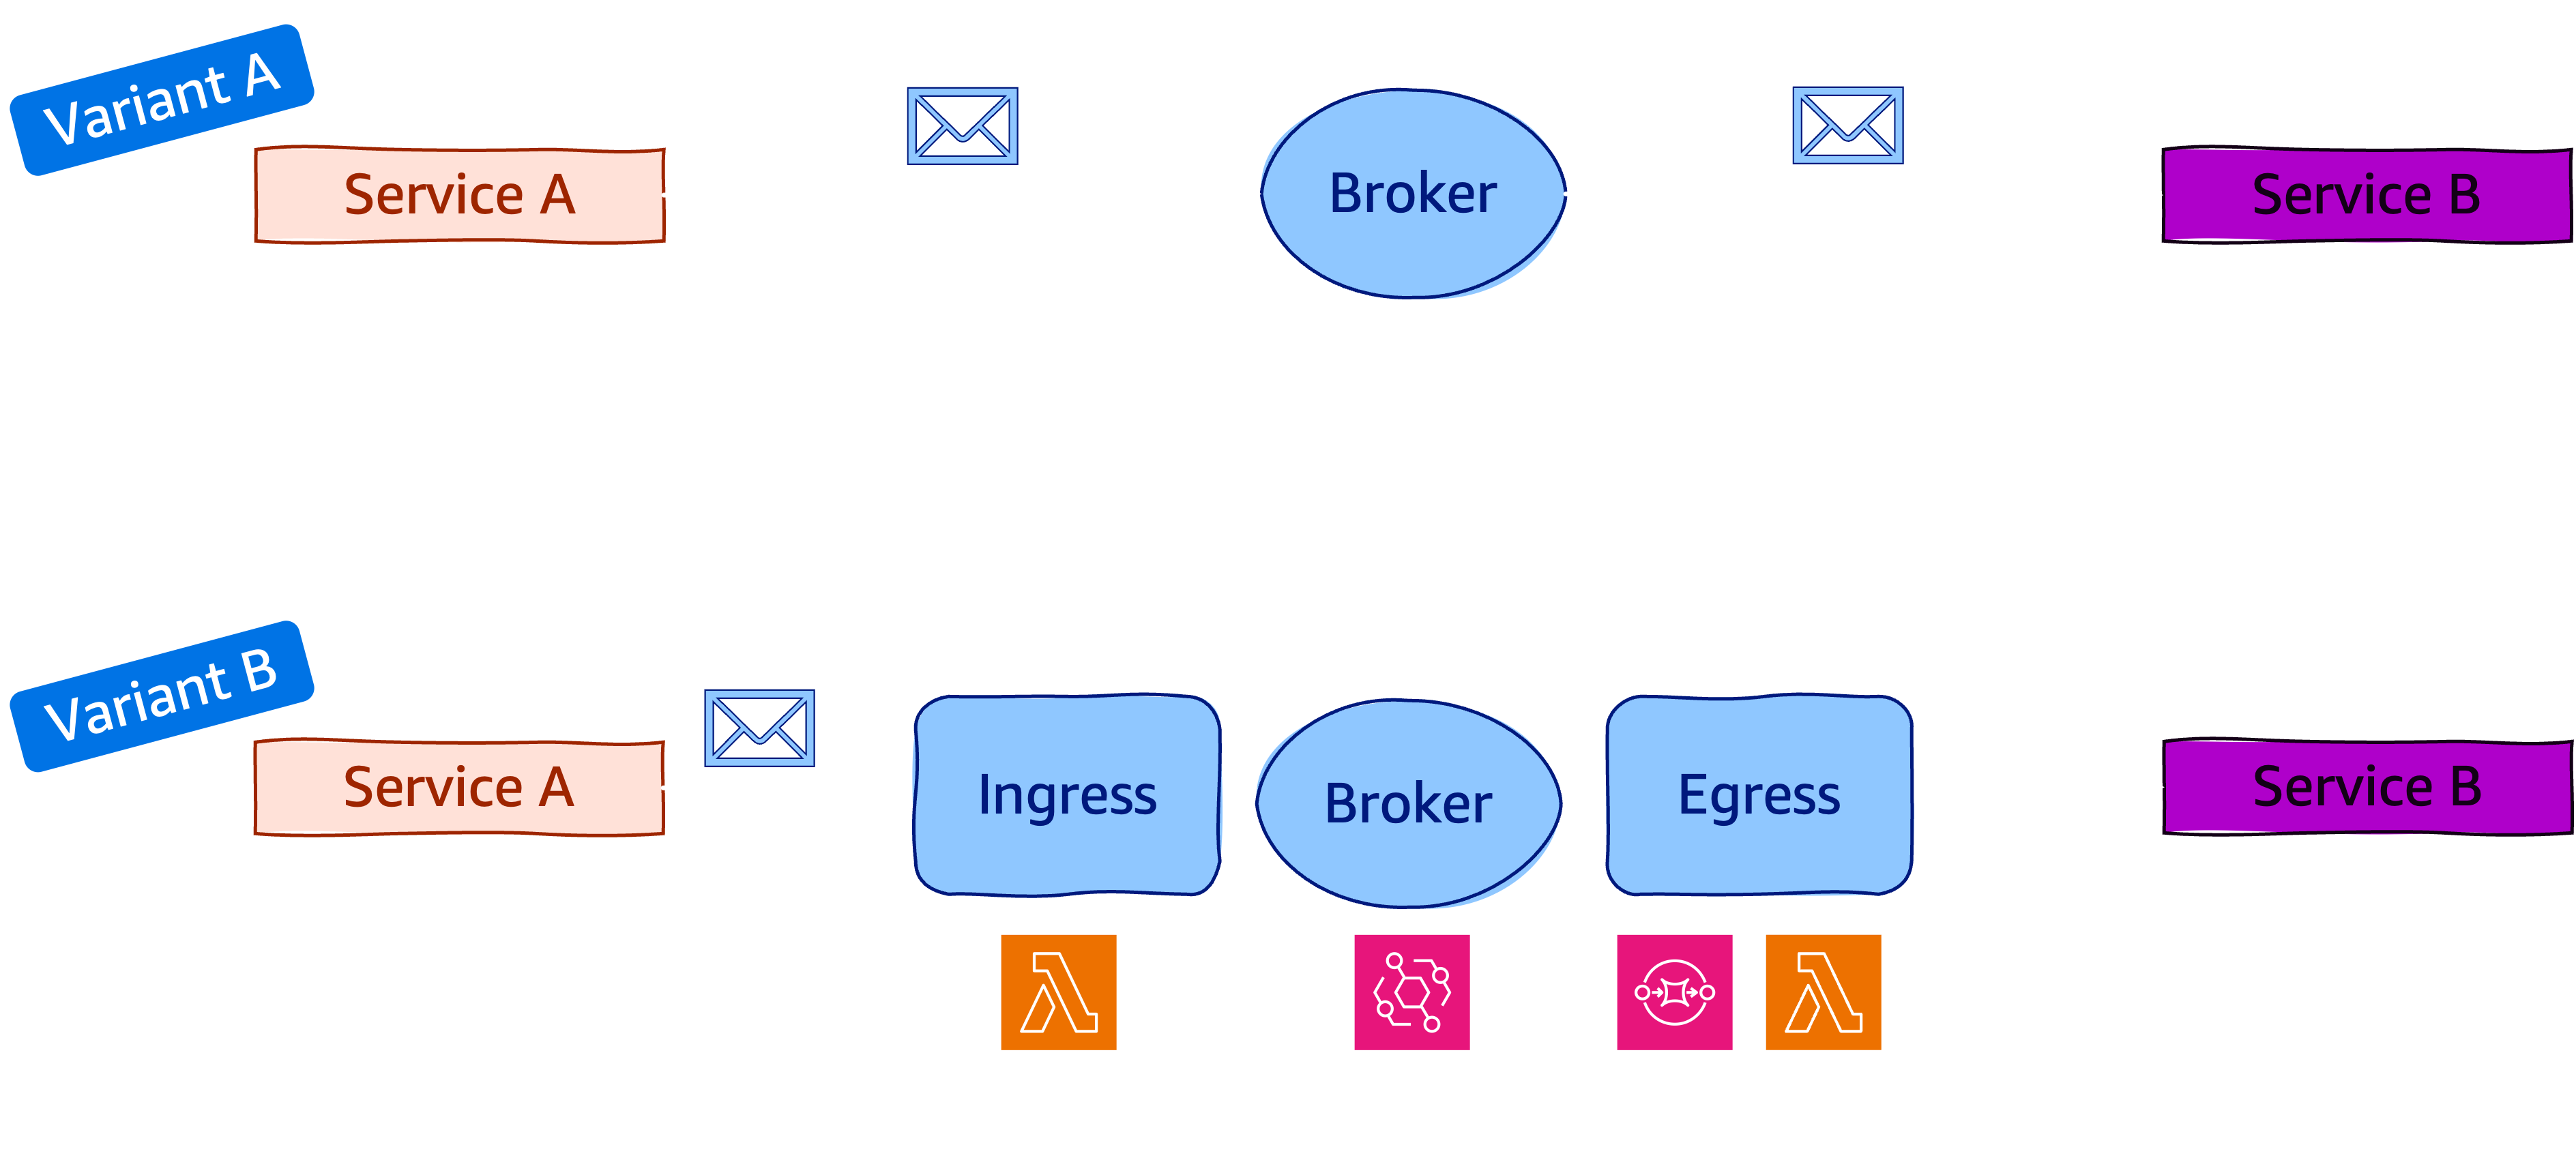 Variant A
Service A
Broker
Service B
Variant B
Service A
Ingress
Broker
Egress
Service B